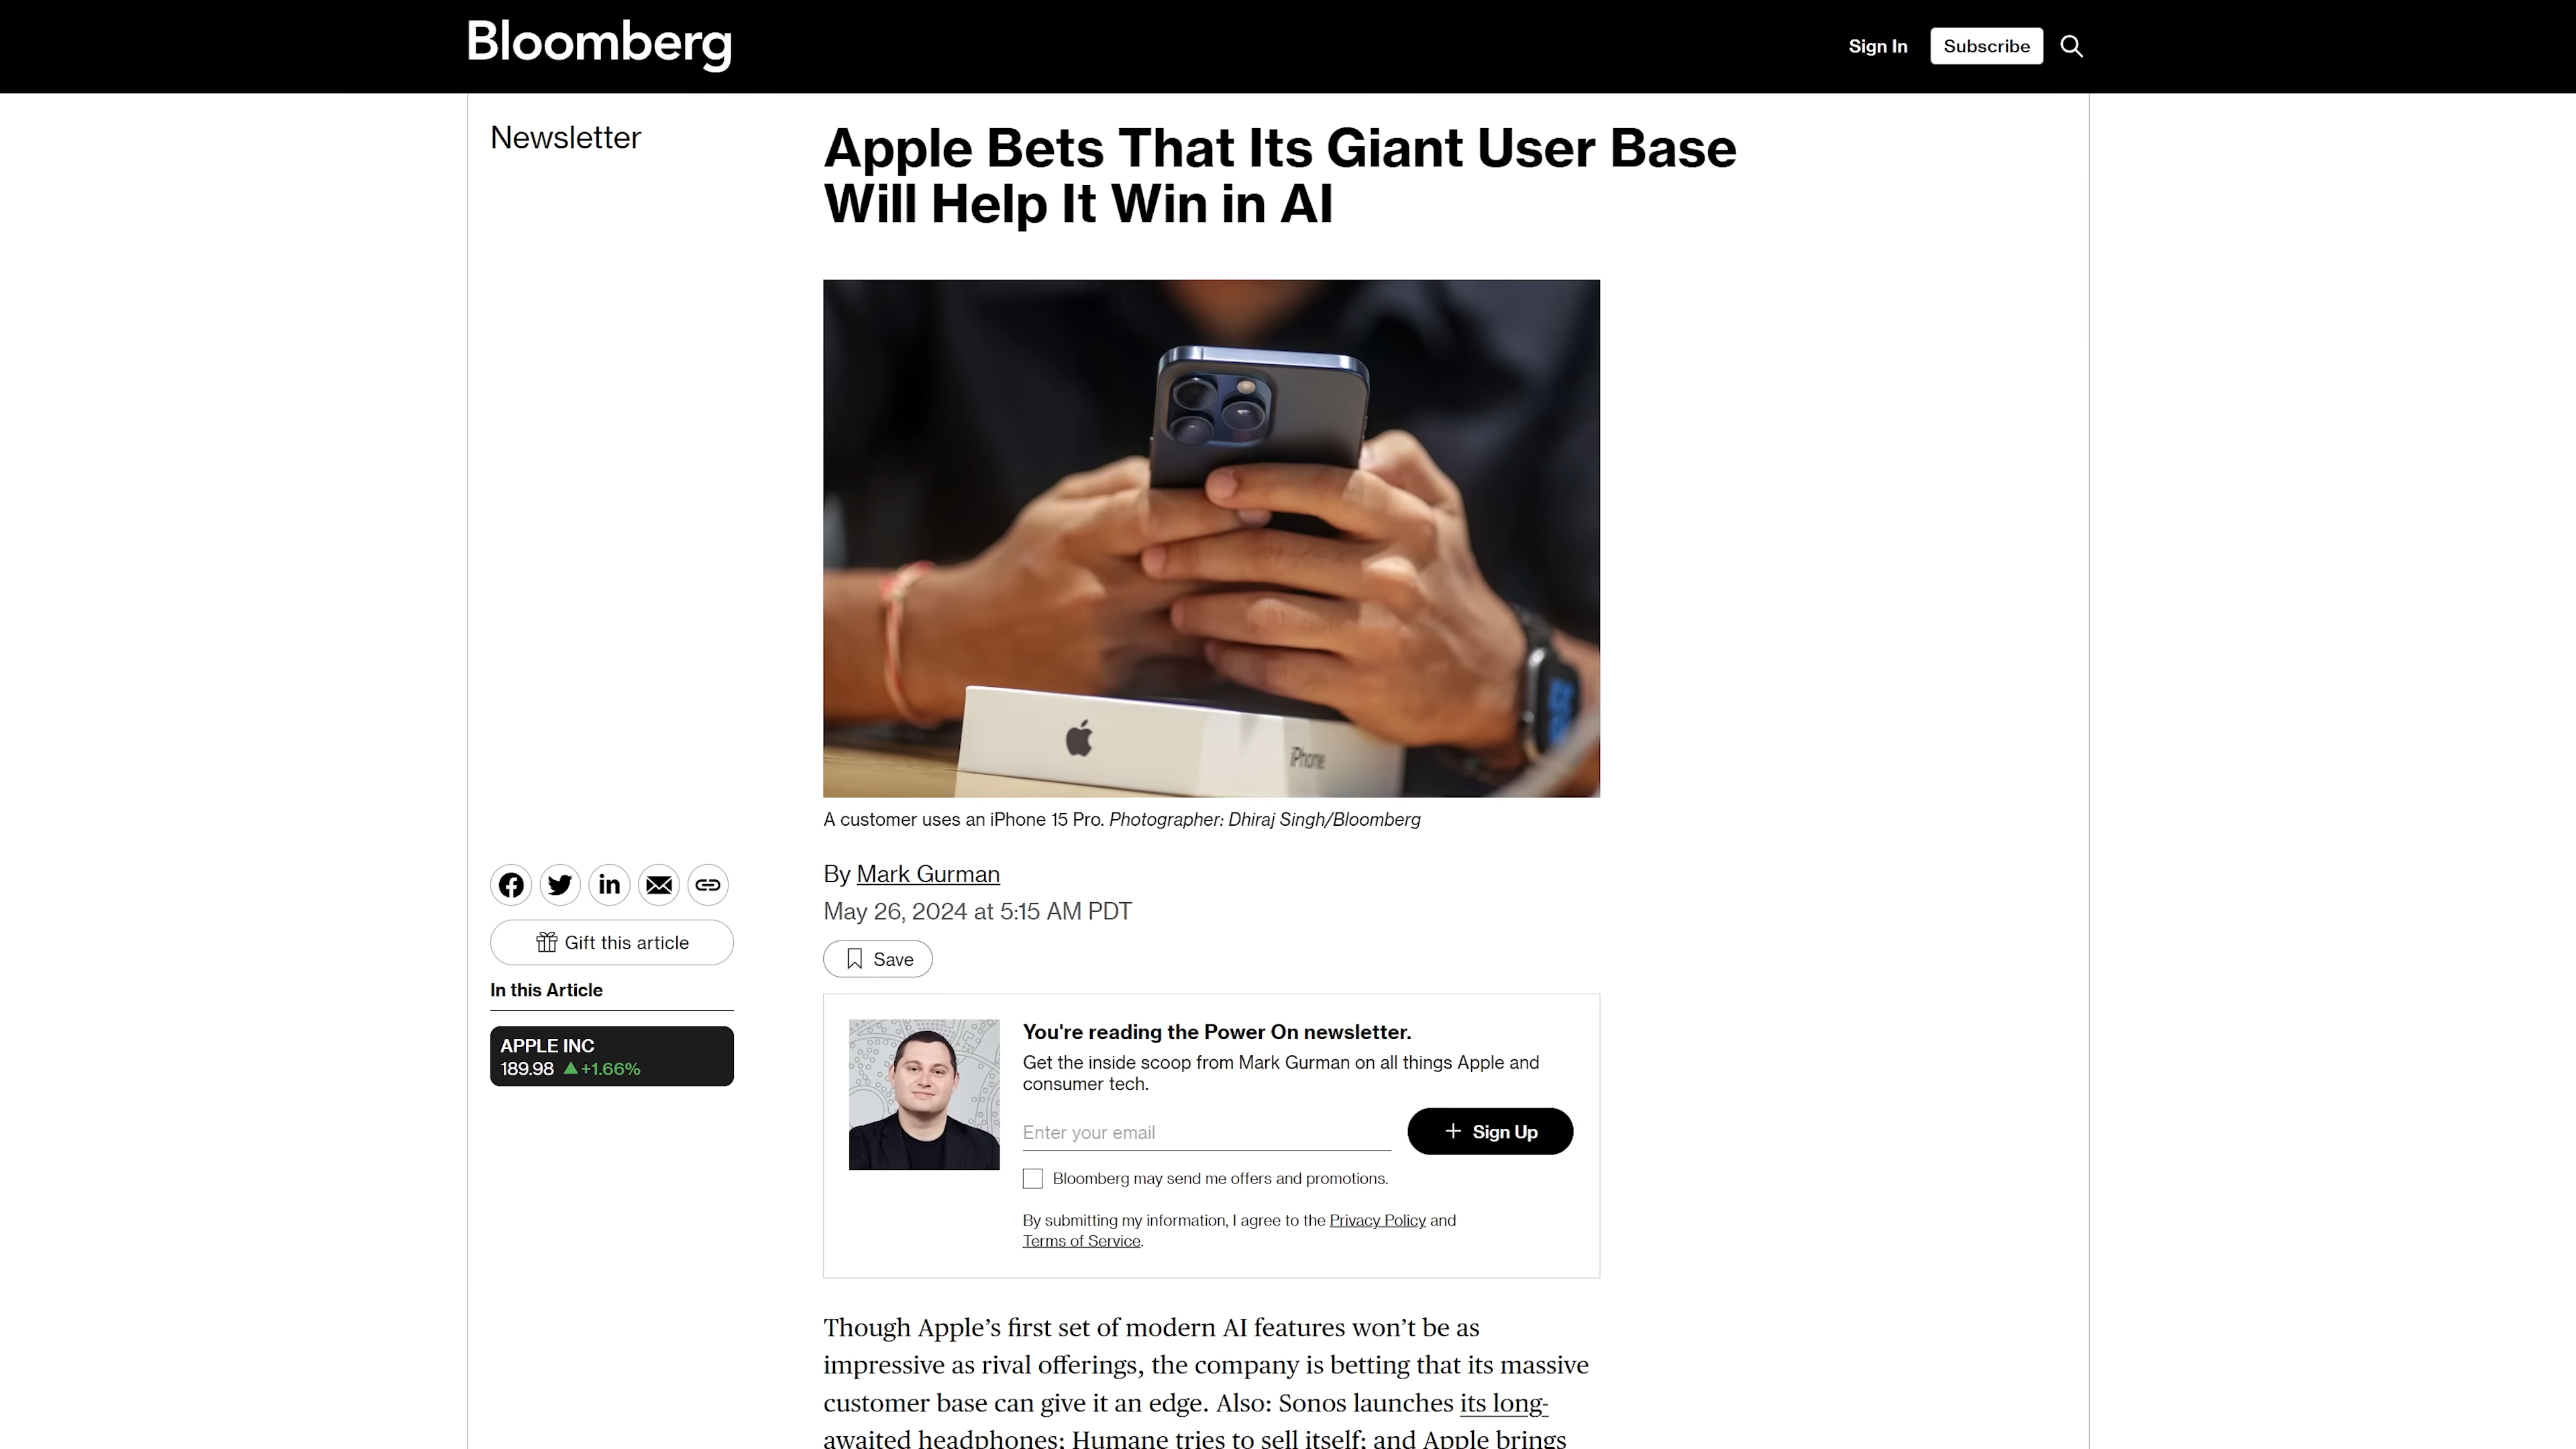 Bloomberg
Sign In
Subscribe
Newsletter
Apple Bets That Its Giant User Base
Will Help It Win in AI
iPhone
A customer uses an iPhone 15 Pro. Photographer: Dhiraj Singh/Bloomberg
By Mark Gurman
May 26, 2024 at 5:15 AM PDT
Save
Gift this article
In this Article
APPLE INC
189.98 ▲+1.66%
You're reading the Power On newsletter.
Get the inside scoop from Mark Gurman on all things Apple and
consumer tech.
Enter your email
+ Sign Up
Bloomberg may send me offers and promotions.
By submitting my information, I agree to the Privacy Policy and
Terms of Service.
Though Apple’s first set of modern AI features won’t be as
impressive as rival offerings, the company is betting that its massive
customer base can give it an edge. Also: Sonos launches its long-
awaited headphones; Humane tries to sell itself; and Apple brings